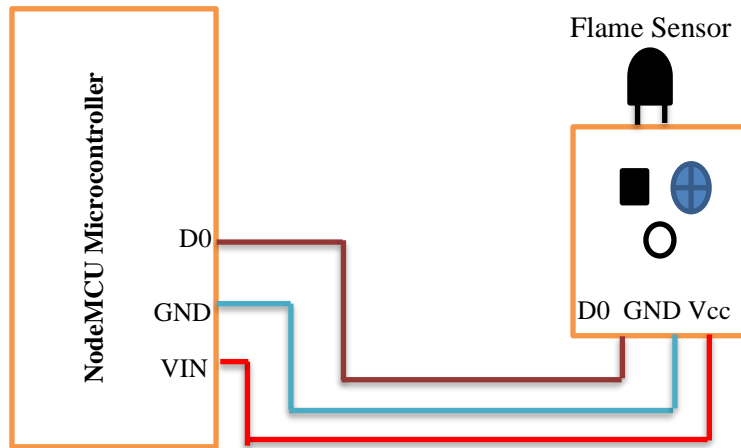 Flame Sensor
NodeMCU Microcontroller
D0
GND
VIN
D0 GND Vcc